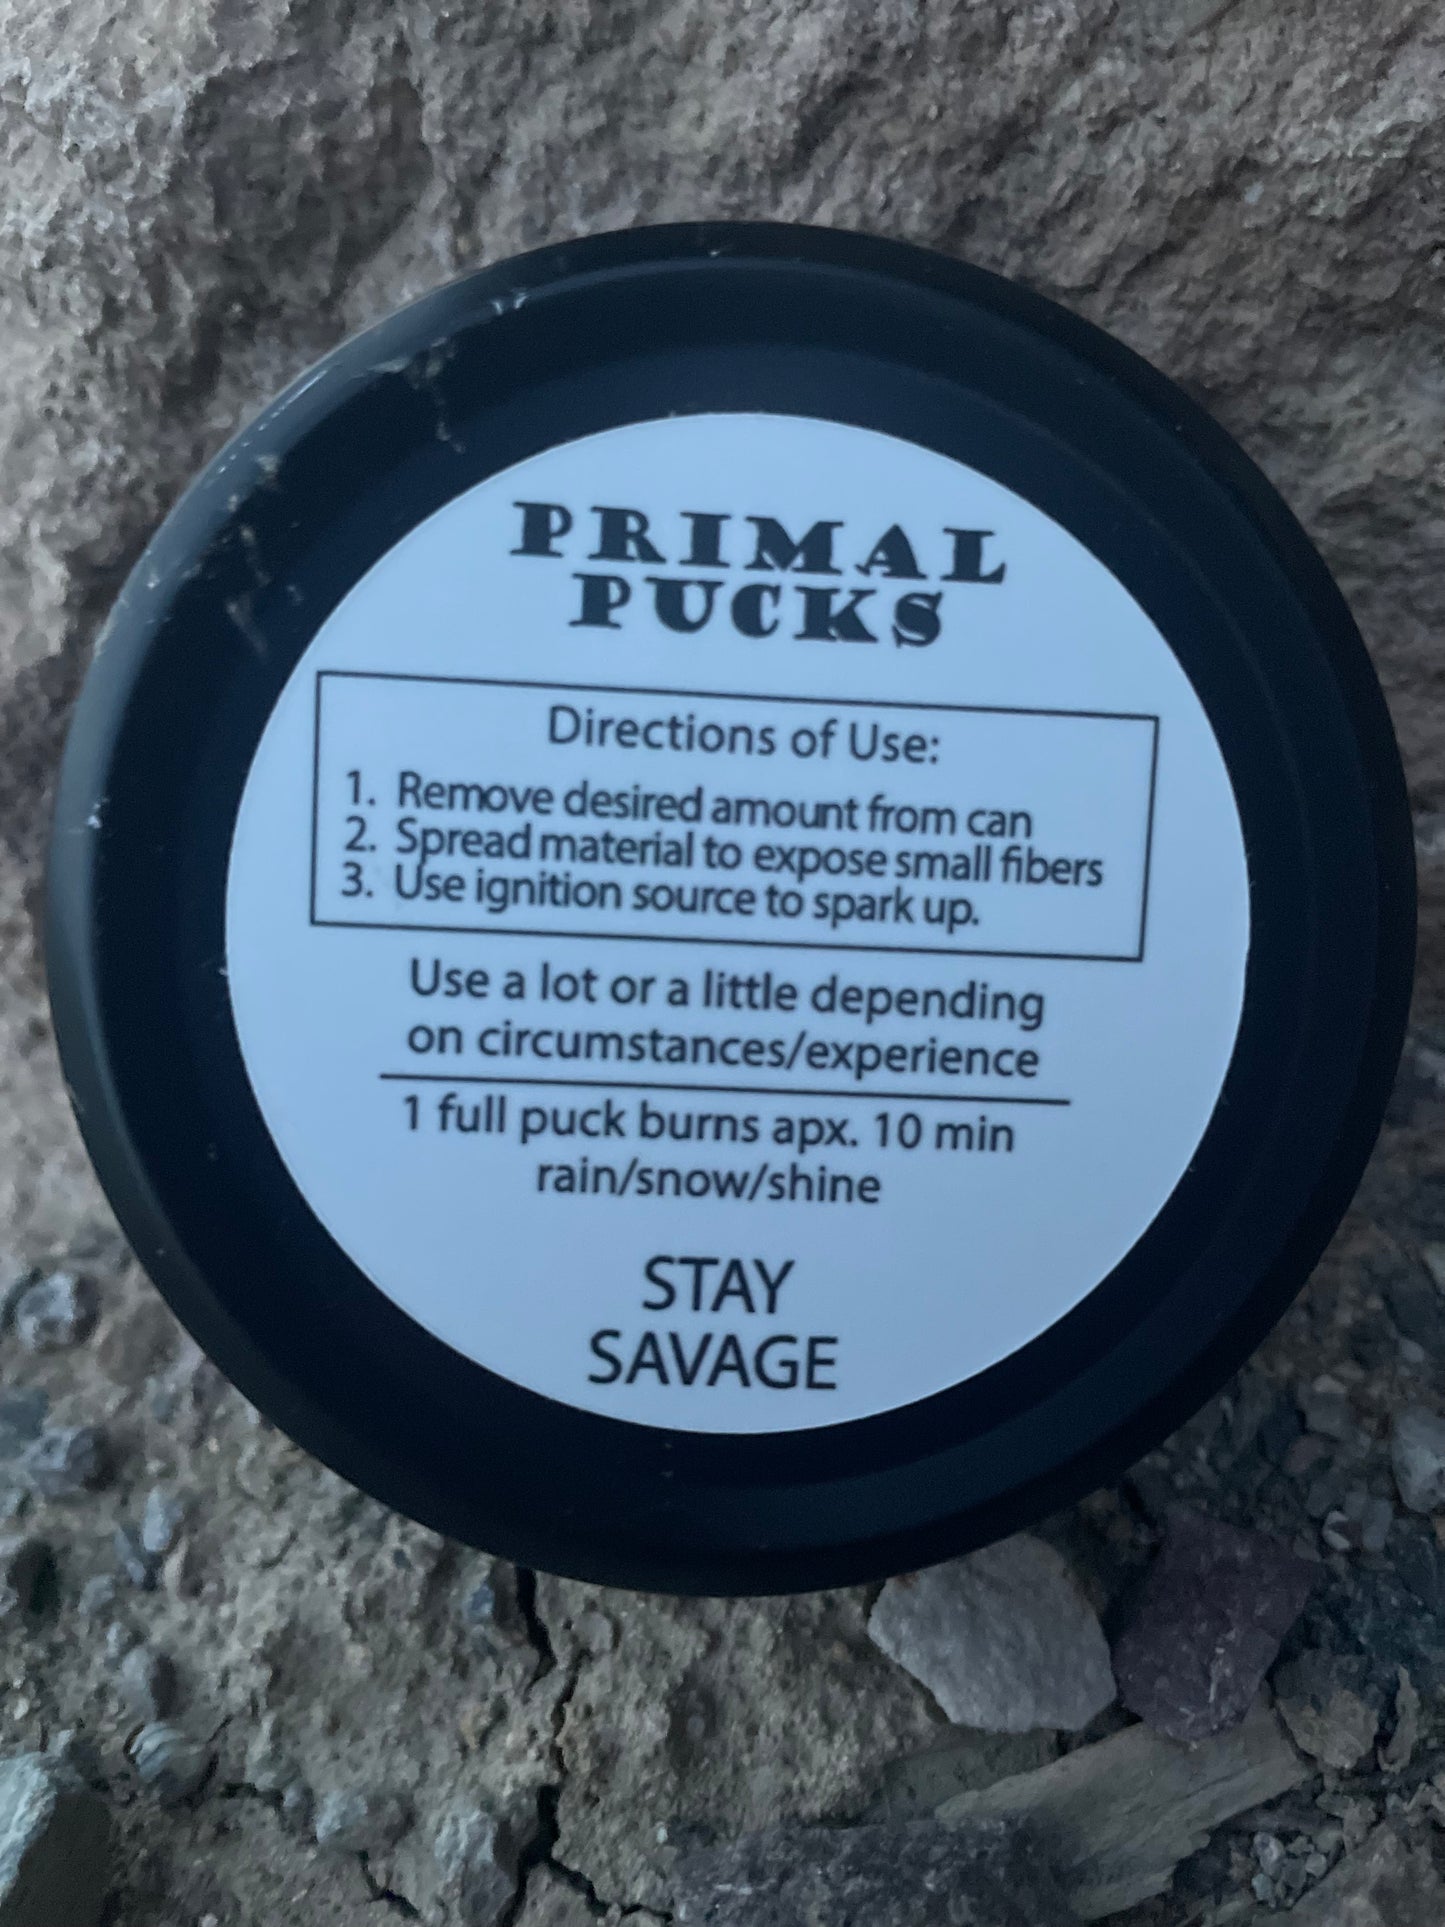 PRIMAL
PUCKS
Directions of Use:
1. Remove desired amount from can
2. Spread material to expose small fibers
3. Use ignition source to spark up.
Use a lot or a little depending
on circumstances/experience
1 full puck burns apx. 10 min
rain/snow/shine
STAY
SAVAGE